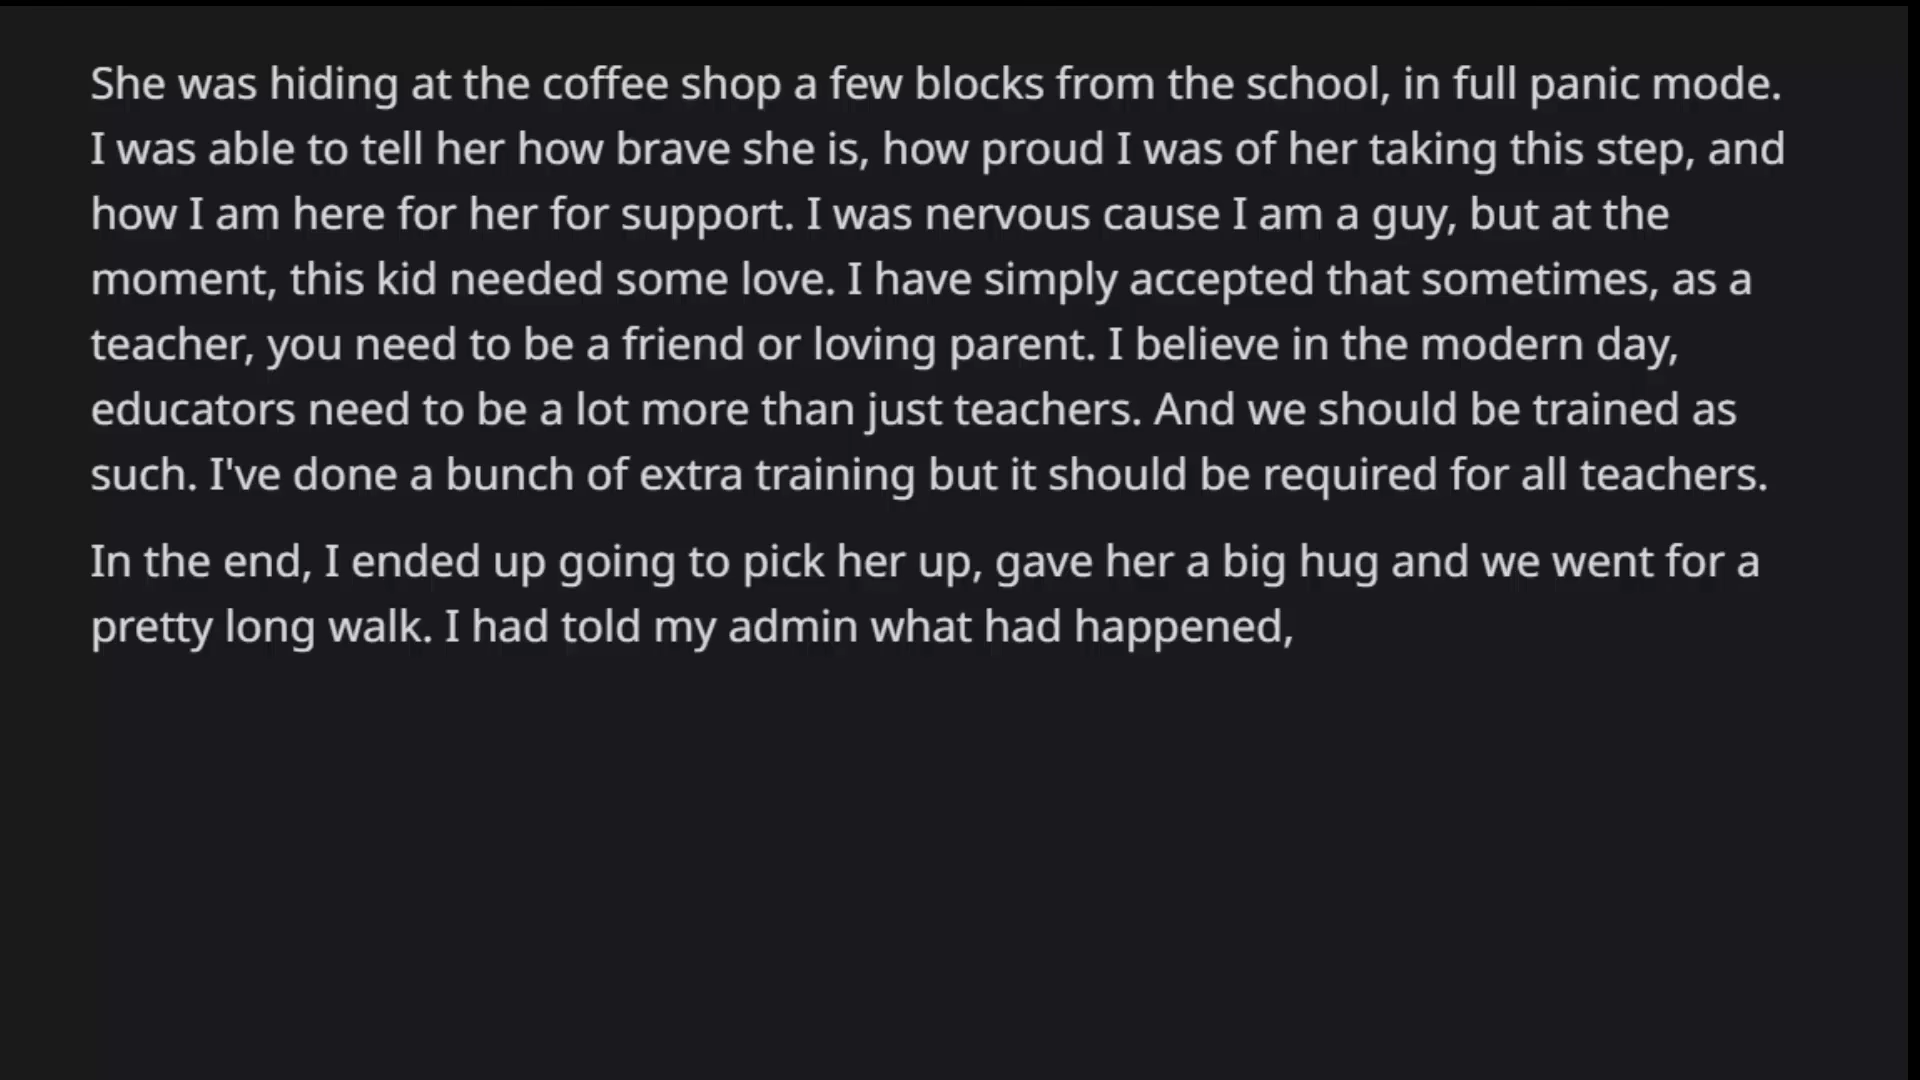 She was hiding at the coffee shop a few blocks from the school, in full panic mode.
I was able to tell her how brave she is, how proud I was of her taking this step, and
how I am here for her for support. I was nervous cause I am a guy, but at the
moment, this kid needed some love. I have simply accepted that sometimes, as a
teacher, you need to be a friend or loving parent. I believe in the modern day,
educators need to be a lot more than just teachers. And we should be trained as
such. I've done a bunch of extra training but it should be required for all teachers.
In the end, I ended up going to pick her up, gave her a big hug and we went for a
pretty long walk. I had told my admin what had happened,